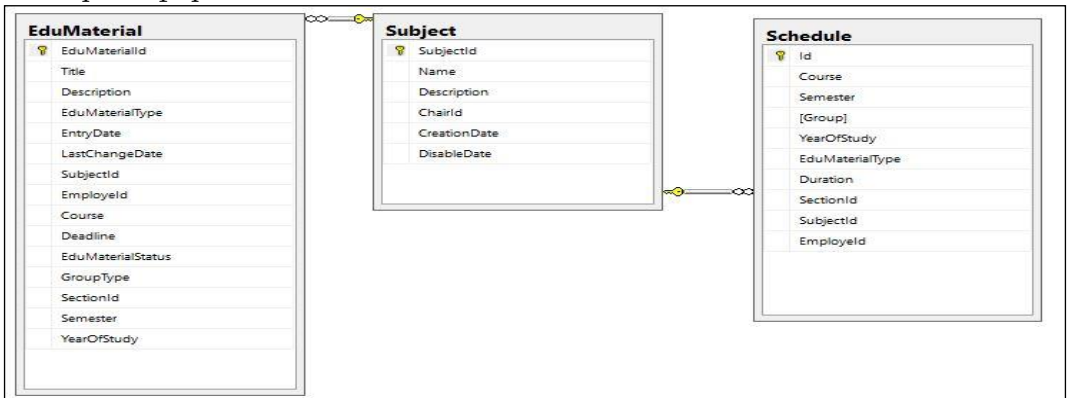 EduMaterial
EduMaterialId
Title
Description
EduMaterialType
EntryDate
LastChangeDate
SubjectId
EmployeId
Course
Deadline
EduMaterialStatus
GroupType
SectionId
Semester
YearOfStudy
Subject
SubjectId
Name
Description
ChairId
CreationDate
DisableDate
Schedule
Id
Course
Semester
[Group]
YearOfStudy
EduMaterialType
Duration
SectionId
SubjectId
EmployeId